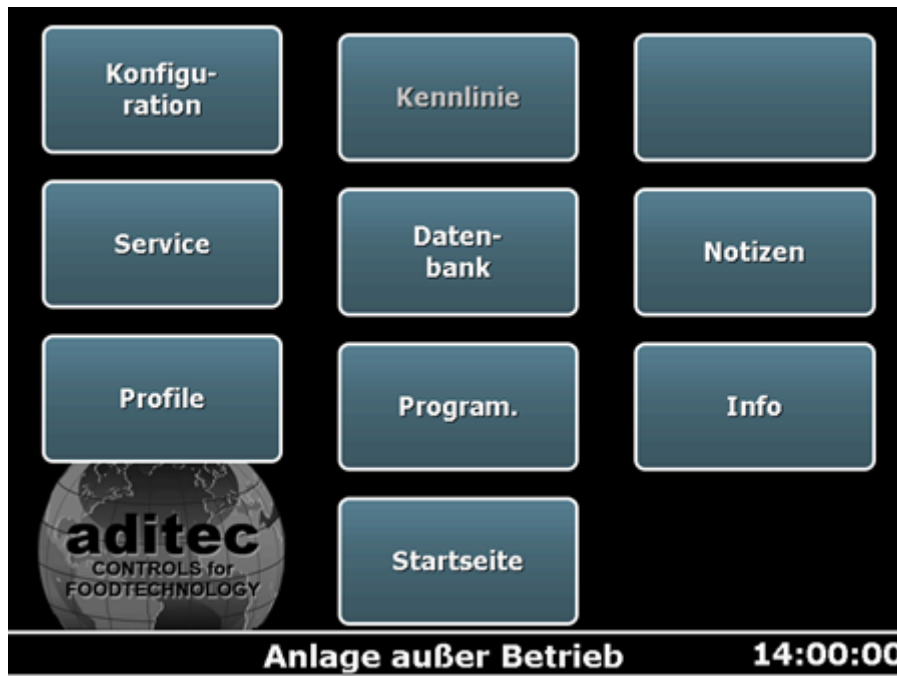 Konfigu-
ration
Kennlinie
Service
Daten-
bank
Notizen
Profile
Program.
Info
aditec
CONTROLS for
FOODTECHNOLOGY
Startseite
Anlage außer Betrieb
14:00:00